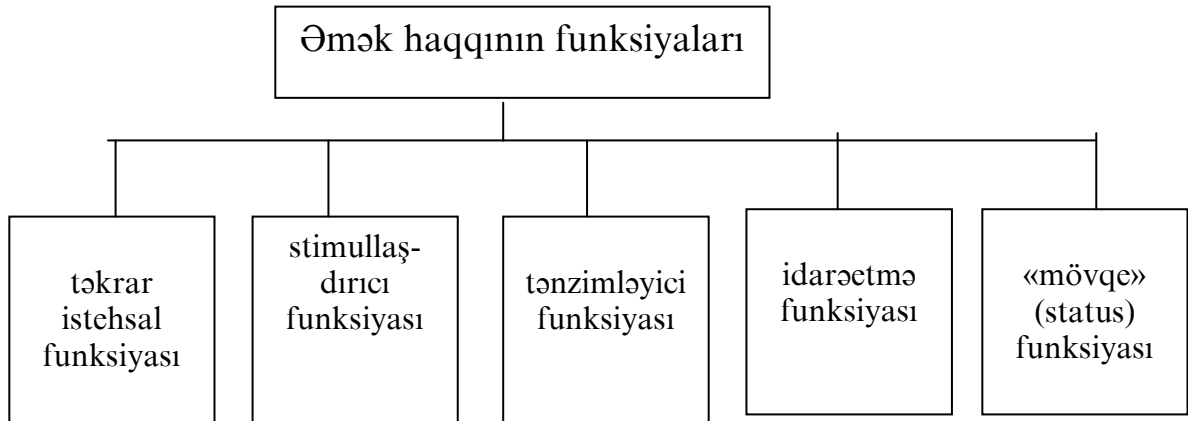 Əmək haqqının funksiyaları
təkrar
istehsal
funksiyası
stimullaş-
dırıcı
funksiyası
tənzimləyici
funksiyası
idarəetmə
funksiyası
«mövqe»
(status)
funksiyası